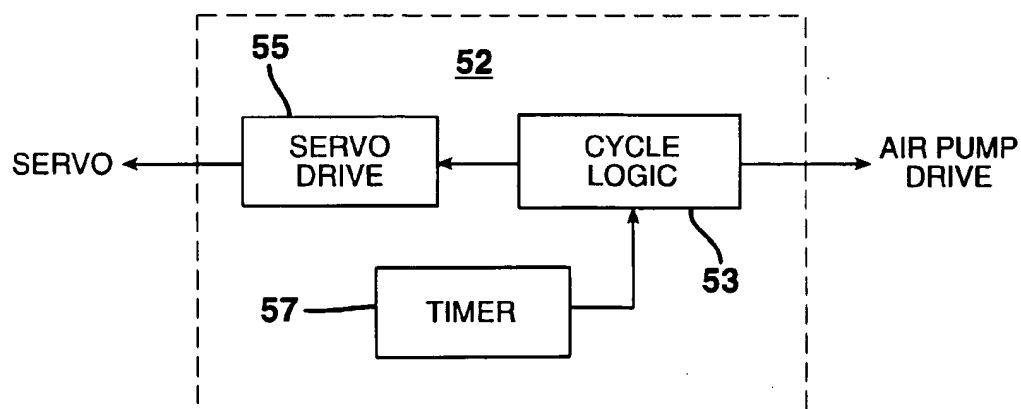 55
52
SERVO
SERVO
DRIVE
CYCLE
LOGIC
AIR PUMP
DRIVE
53
57
TIMER